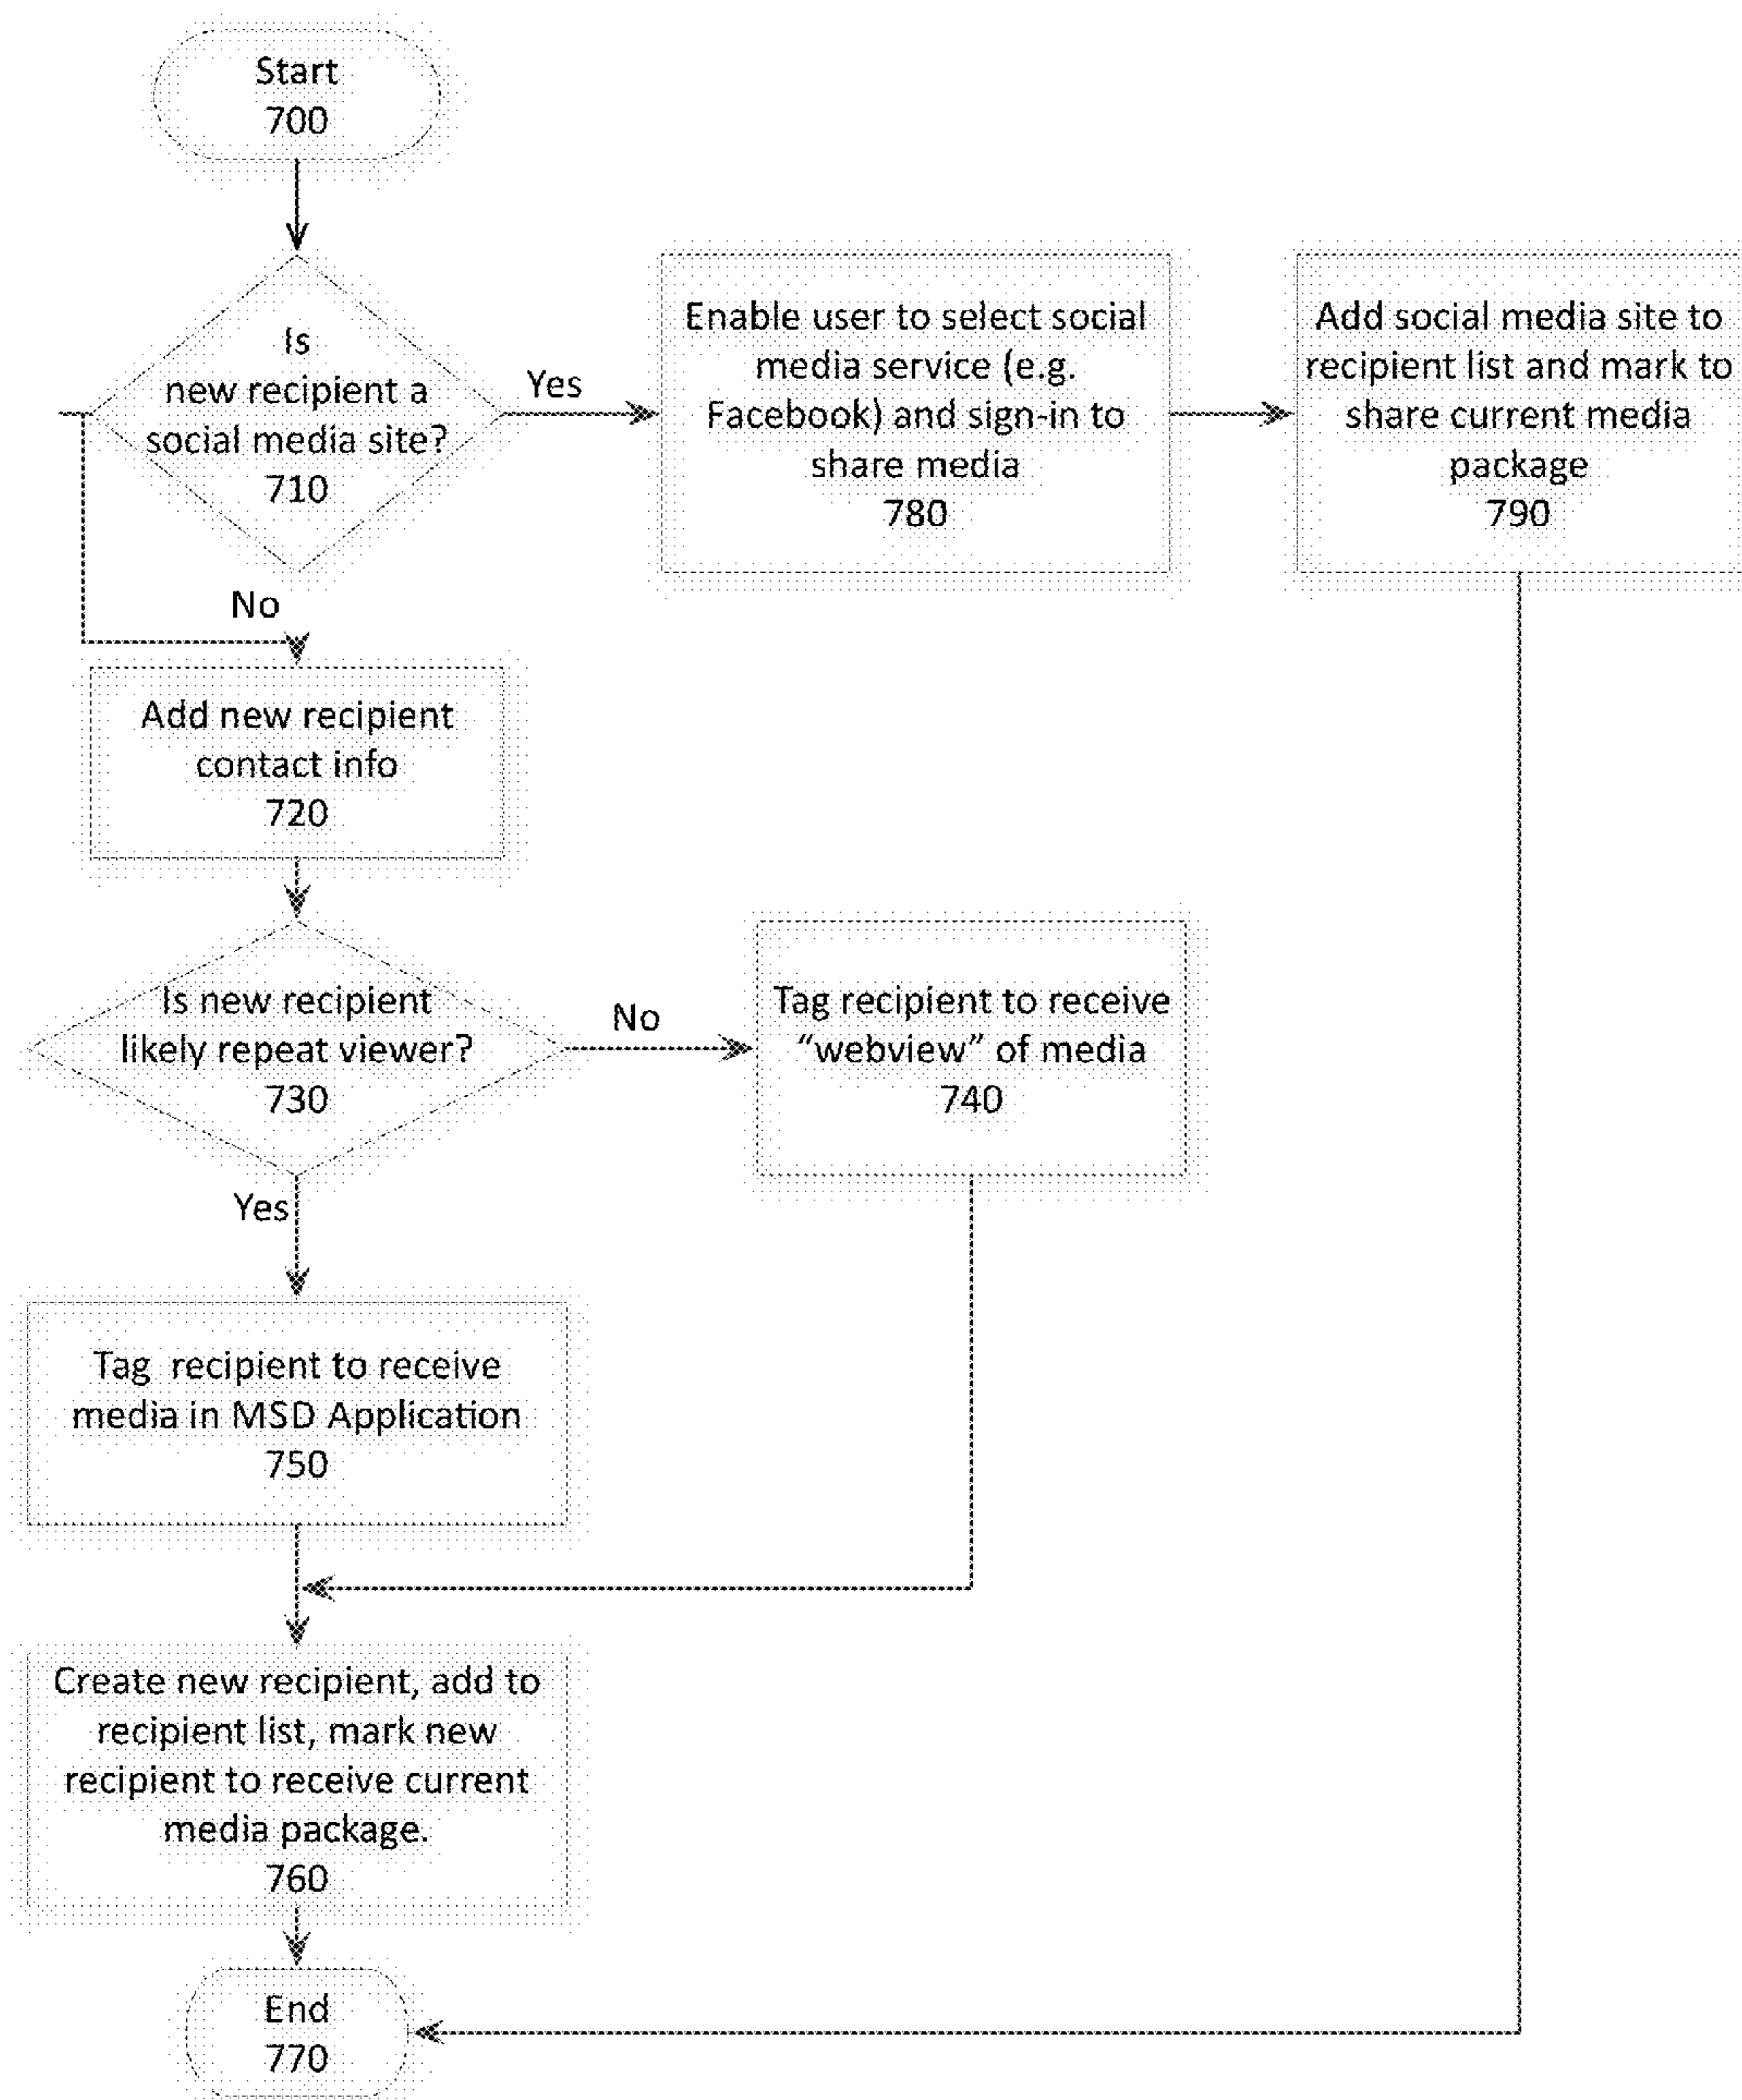 Start
700
Is
new recipient a
social media site?
710
Yes
Enable user to select social
media service (e.g.
Facebook) and sign-in to
share media
780
Add social media site to
recipient list and mark to
share current media
package
790
No
Add new recipient
contact info
720
Is new recipient
likely repeat viewer?
730
No
Tag recipient to receive
“webview” of media
740
Yes
Tag recipient to receive
media in MSD Application
750
Create new recipient, add to
recipient list, mark new
recipient to receive current
media package.
760
End
770